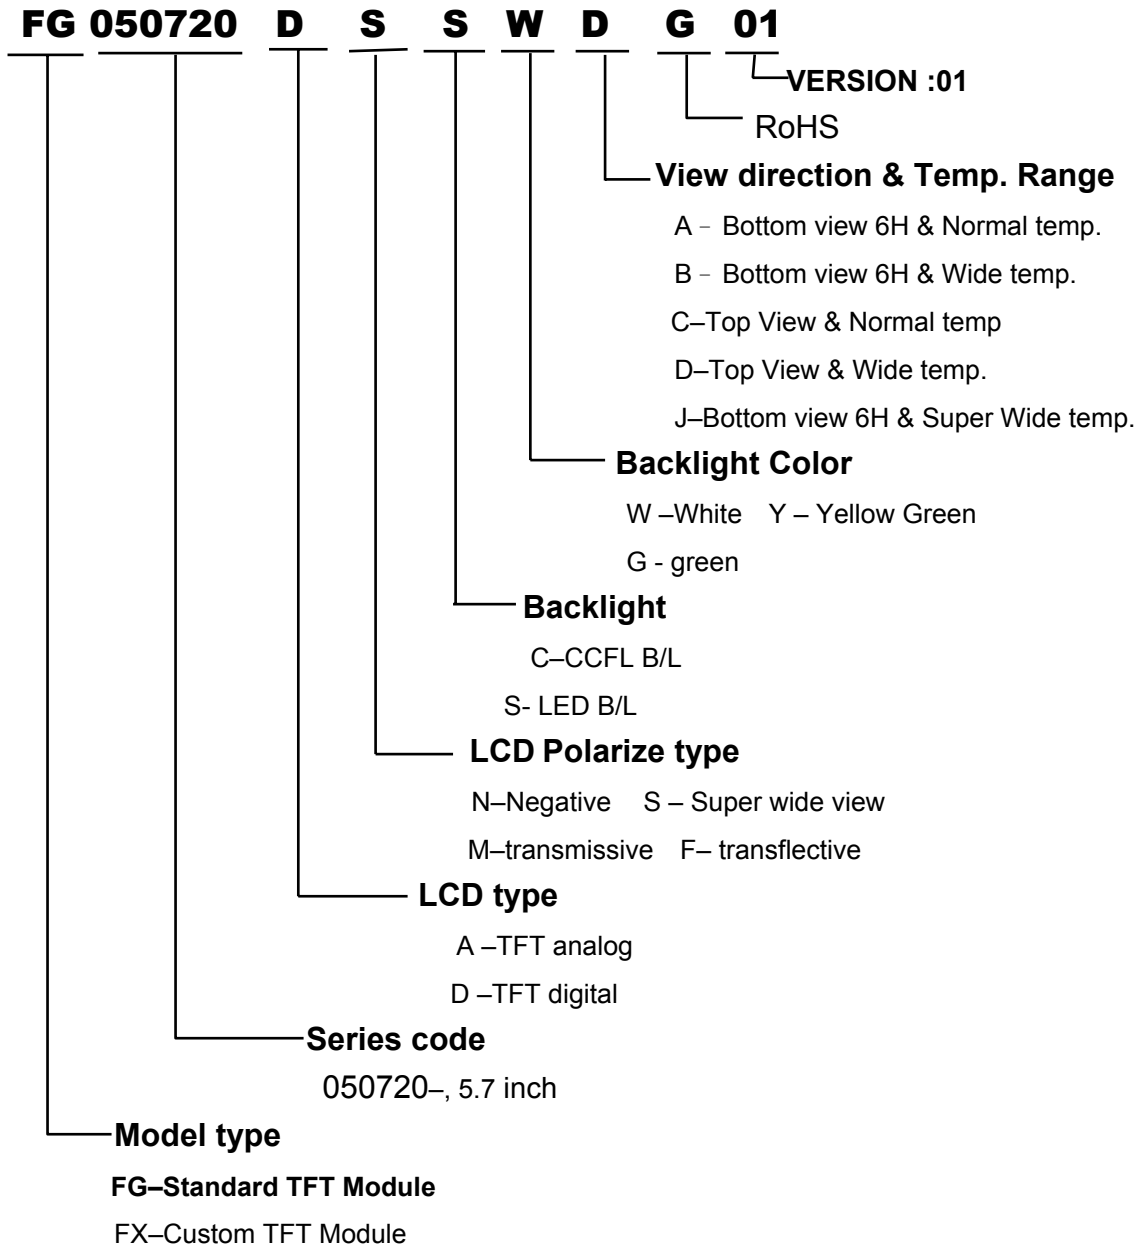 FG 050720 D S S W D G 01
VERSION :01
RoHS
View direction & Temp. Range
A – Bottom view 6H & Normal temp.
B – Bottom view 6H & Wide temp.
C–Top View & Normal temp
D–Top View & Wide temp.
J–Bottom view 6H & Super Wide temp.
Backlight Color
W –White Y – Yellow Green
G - green
Backlight
C–CCFL B/L
S- LED B/L
LCD Polarize type
N–Negative S – Super wide view
M–transmissive F– transflective
LCD type
A –TFT analog
D –TFT digital
Series code
050720–, 5.7 inch
Model type
FG–Standard TFT Module
FX–Custom TFT Module